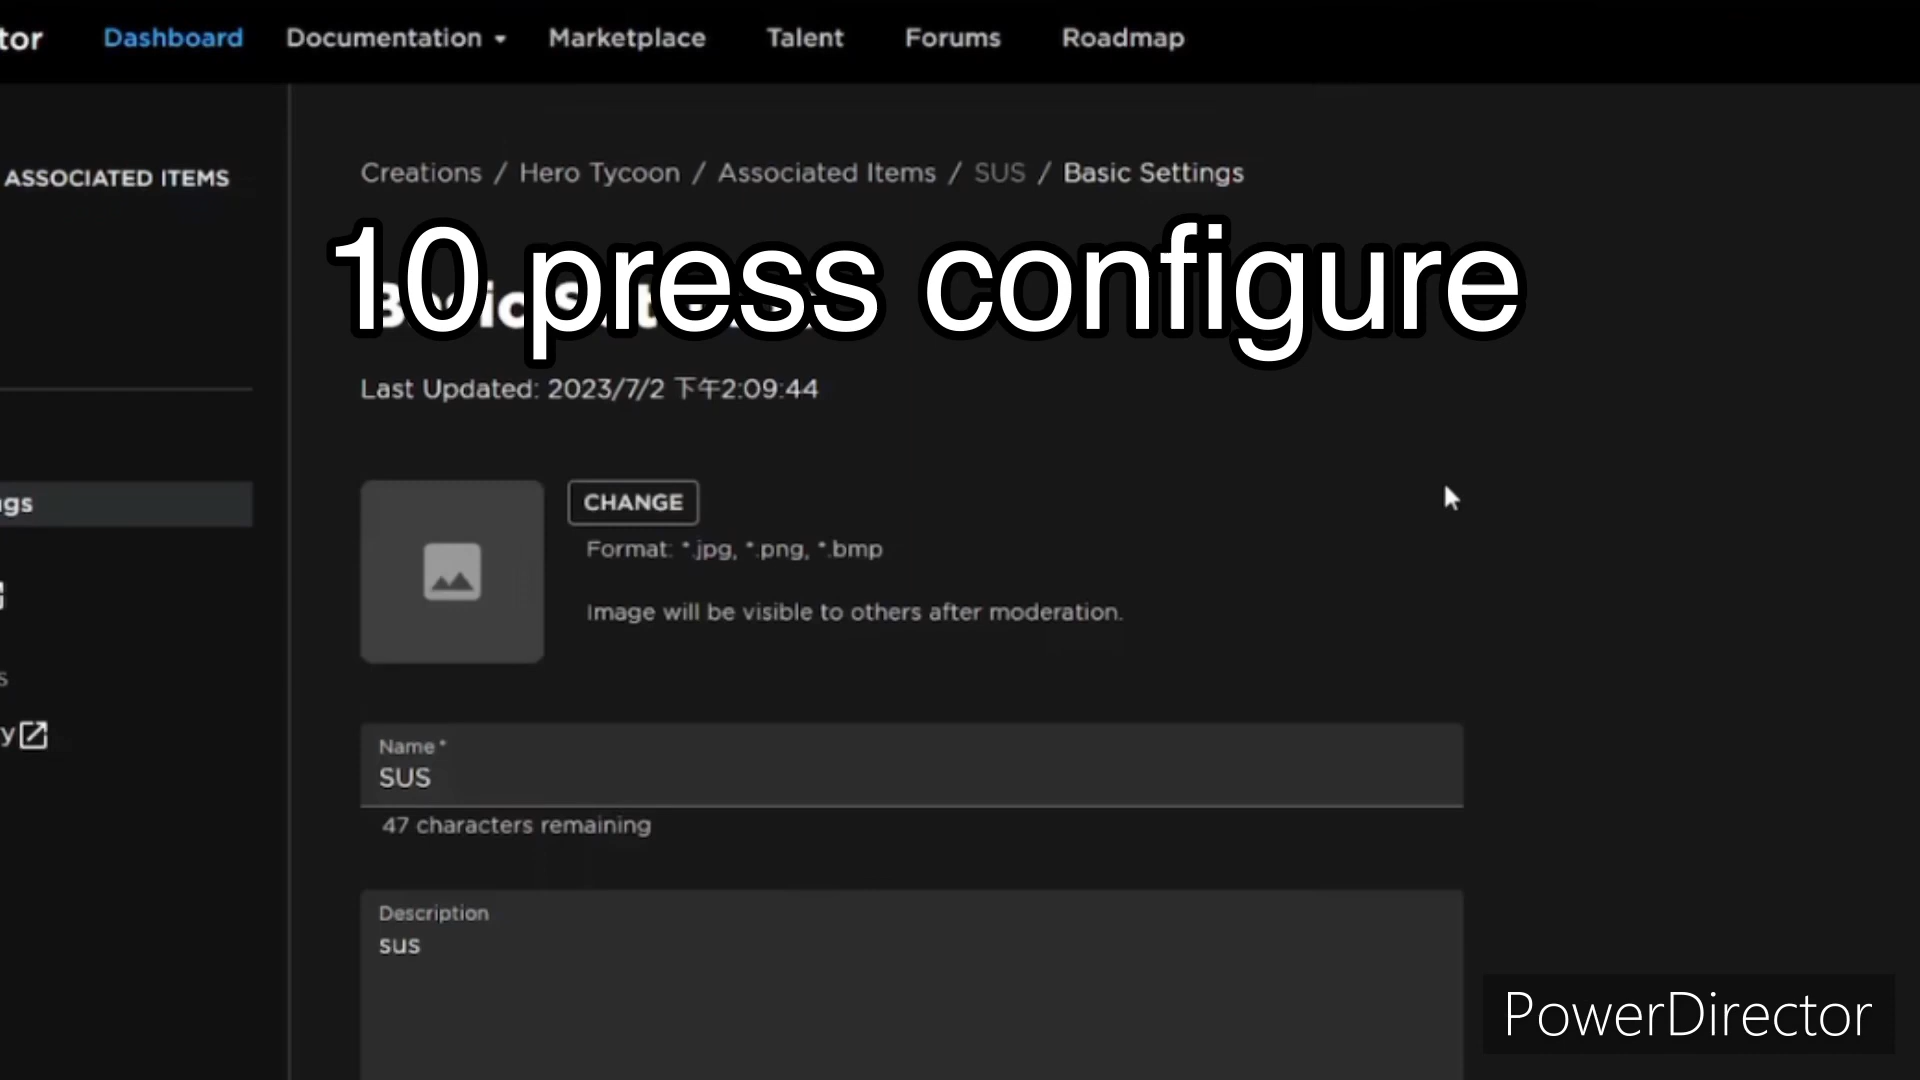 tor Dashboard Documentation Marketplace Talent Forums Roadmap
ASSOCIATED ITEMS
Creations / Hero Tycoon / Associated Items / SUS / Basic Settings
10 press configure
Last Updated: 2023/7/2 下午2:09:44
gs
CHANGE
Format: *.jpg, *.png, *.bmp
Image will be visible to others after moderation.
s
y
Name*
SUS
47 characters remaining
Description
sus
PowerDirector